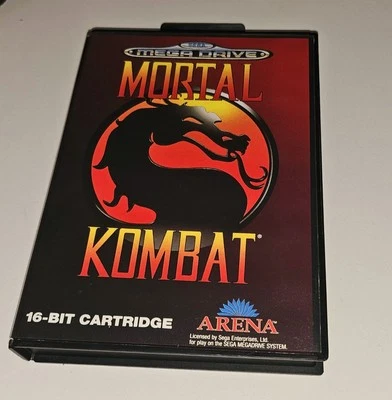 SEGA
MEGA DRIVE
MORTAL
KOMBAT®
16-BIT CARTRIDGE
ARENA
Licensed by Sega Enterprises, Ltd.
for play on the SEGA MEGADRIVE SYSTEM.